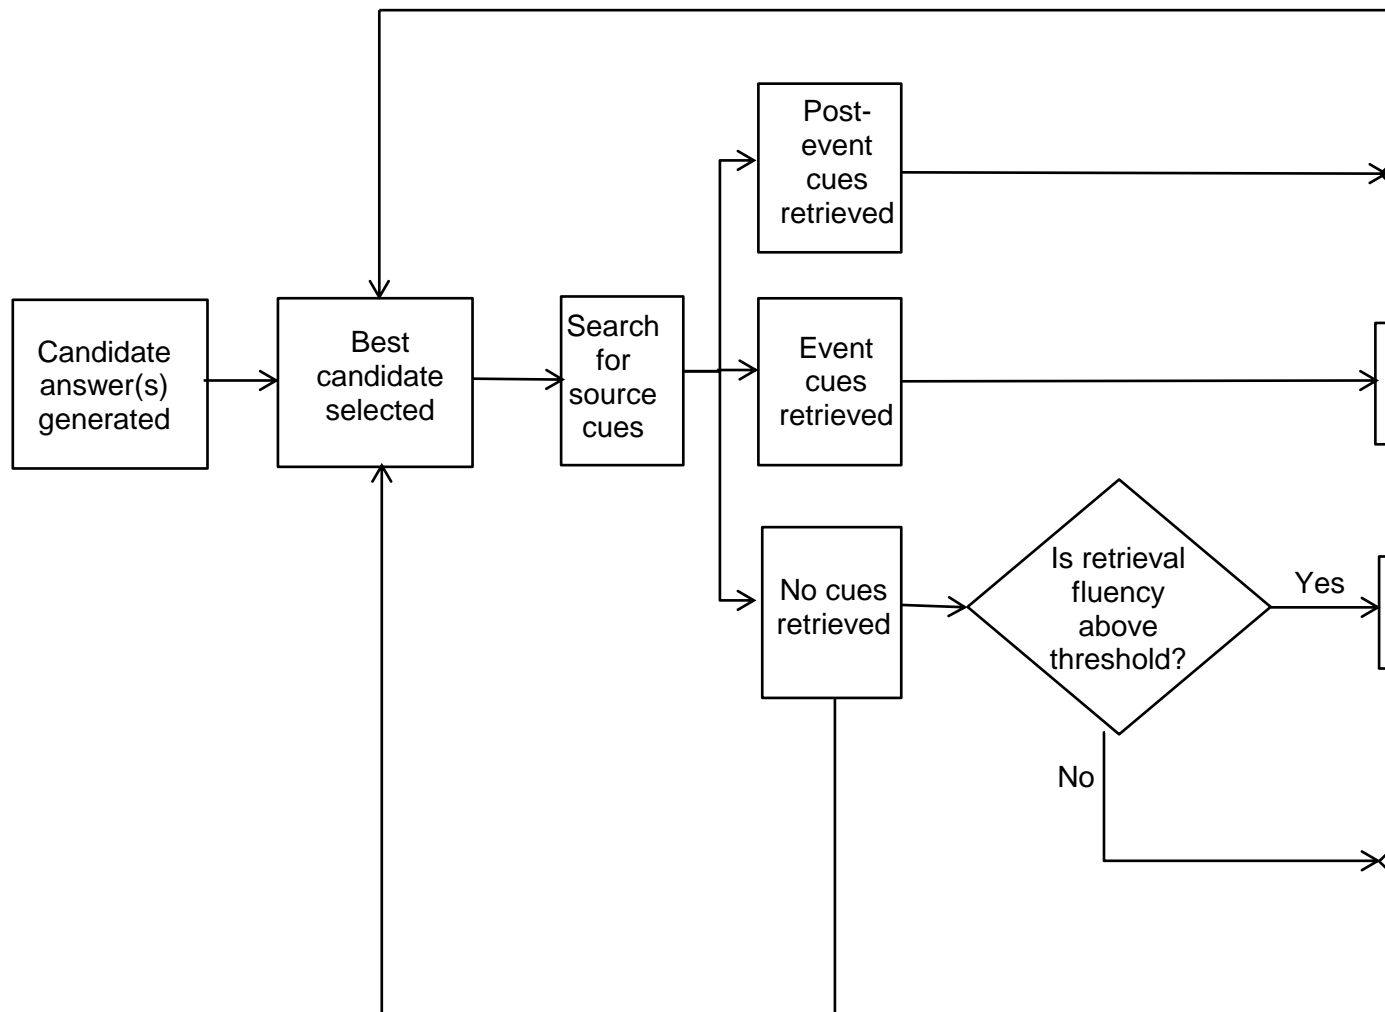 Candidate
answer(s)
generated
Best
candidate
selected
Search
for
source
cues
Post-
event
cues
retrieved
Event
cues
retrieved
No cues
retrieved
Is retrieval
fluency
above
threshold?
Yes
No